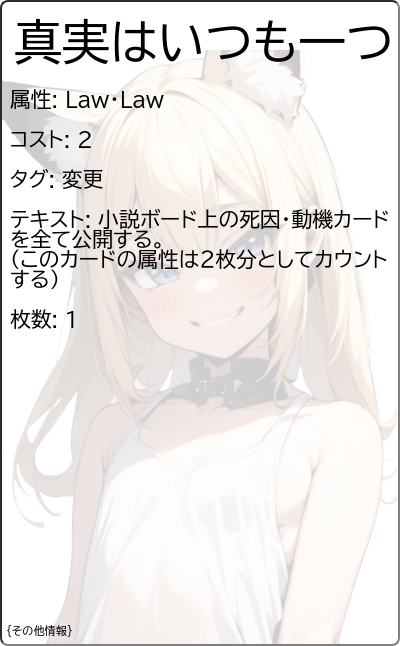 真実はいつも一つ
属性: Law・Law
コスト: 2
タグ: 変更
テキスト: 小説ボード上の死因・動機カード
を全て公開する。
(このカードの属性は2枚分としてカウント
する)
枚数: 1
{その他情報}